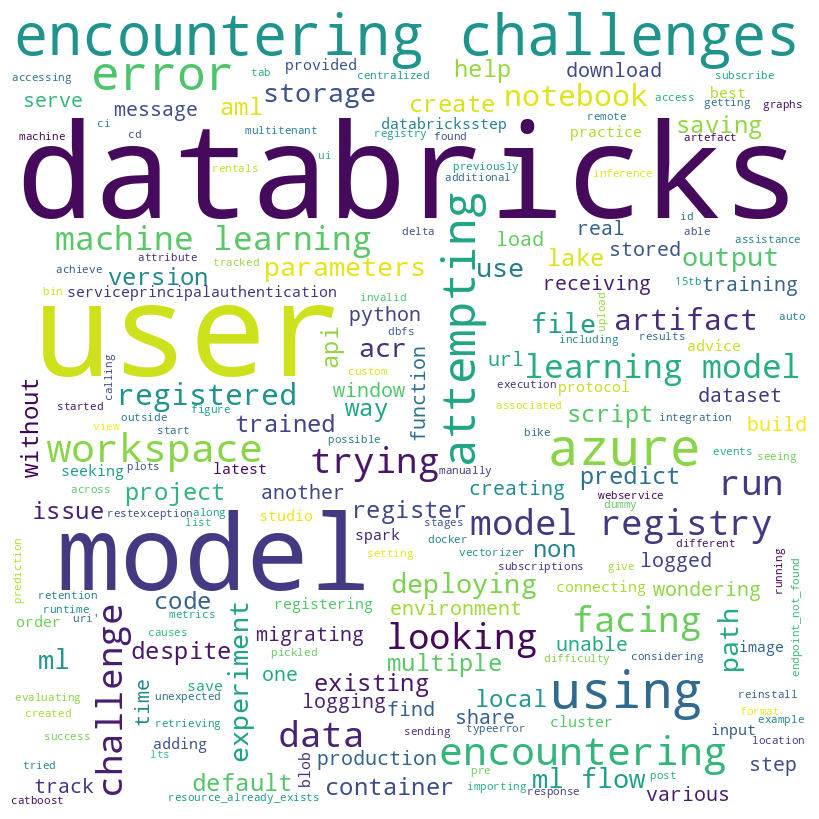 encountering challenges
accessing
tab
provided
centralized
help
download
subscribe
error
serve
message
storage
aml
create
notebook
best
access
getting
graphs
machine
ci
cd
multitenant
registry
found
databricksstep
remote
practice
saving
artefact
databricks
rentals
ui
previously
additional
inference
id
able
machine learning
attribute
delta
attempting
load
real
stored
assistance
achieve
tracked
version
parameters
use
lake
output
bin
serviceprincipalauthentication
receiving
training
15tb
auto
user
invalid
dbfs
python
api
acr
function
file
upload
including
results
artifact
url
advice
learning model
custom
window
way
execution
protocol
dataset
calling
without
started
registered
outside
figure
associated
script
integration
build
view
start
trained
possible
bike
events
seeing
workspace
seeking
plots
latest
trying
manually
azure
predict
run
across
project
another
register
creating
webservice
dummy
issue
restexception
along
list
studio
spark
stages
docker
model
model registry
different
setting
vectorizer
non
subscriptions
logged
running
prediction
retention
runtime
code
deploying
connecting
give
wondering
order
uri'
metrics
registering
environment
endpoint_not_found
challenge
causes
experiment
migrating
looking
facing
path
image
despite
pickled
multiple
unable
ml
one
difficulty
considering
evaluating
created
time
save
existing
using
reinstall
unexpected
logging
find
local
format
success
retrieving
adding
sending
share
typeerror
cluster
input
example
location
tried
lts
data
blob
production
encountering
step
track
default
container
pre
importing
ml flow
post
catboost
resource_already_exists
response
various